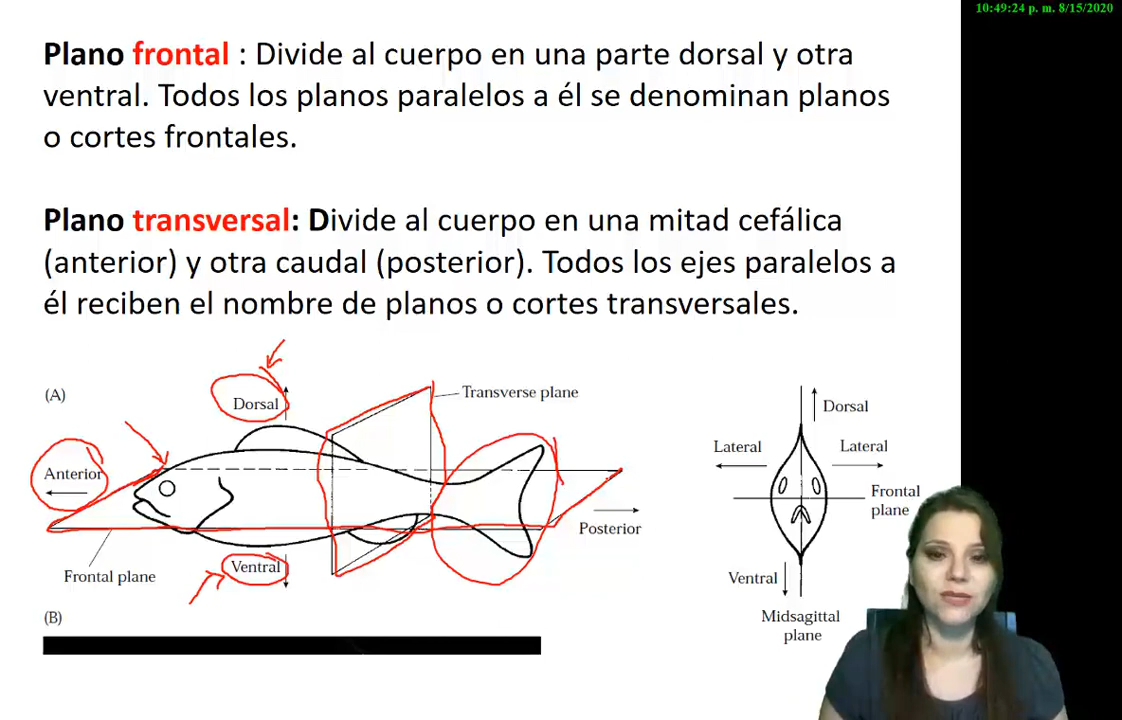 10:49:24 p. m. 8/15/2020
Plano frontal : Divide al cuerpo en una parte dorsal y otra
ventral. Todos los planos paralelos a él se denominan planos
o cortes frontales.
Plano transversal: Divide al cuerpo en una mitad cefálica
(anterior) y otra caudal (posterior). Todos los ejes paralelos a
él reciben el nombre de planos o cortes transversales.
(A)
Dorsal
Transverse plane
Anterior
Posterior
Frontal plane
Ventral
(B)
Dorsal
Lateral
Lateral
Frontal
plane
Ventral
Midsagittal
plane